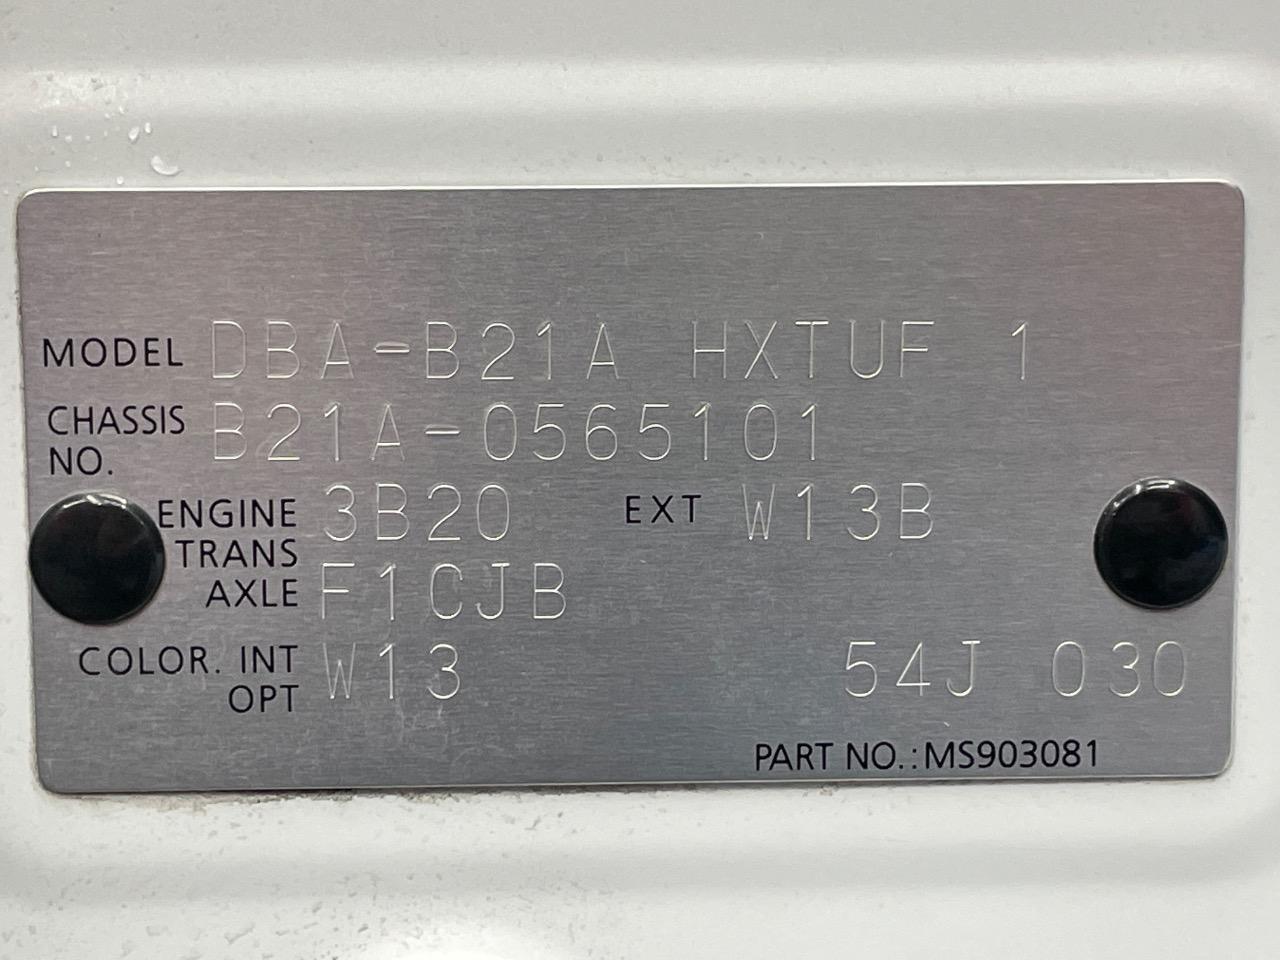 MODEL DBA-B21A HXTUF 1
CHASSIS NO. B21A-0565101
ENGINE 3B20 EXT W13B
TRANS AXLE F1CJB
COLOR. INT OPT W13 54J 030
PART NO.:MS903081